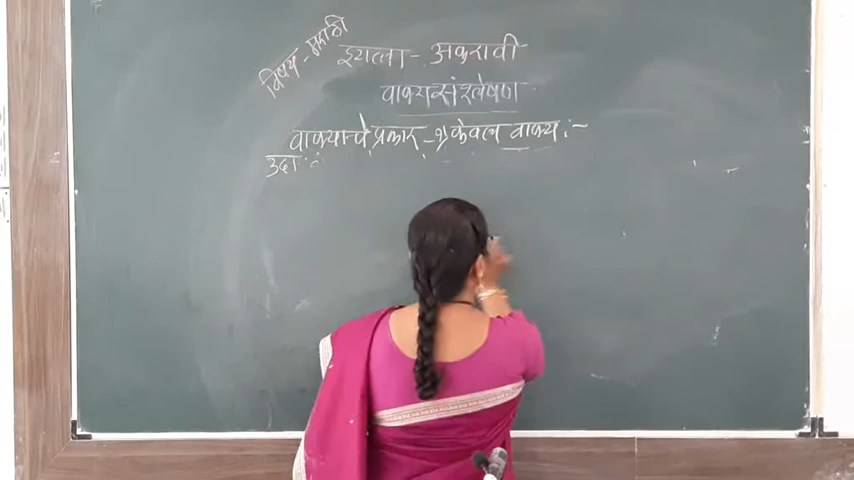 विषय - मराठी
इयत्ता - अकरावी
वाक्यसंश्लेषण
वाक्याचे प्रकार - १) केवल वाक्य :-
उदा. :